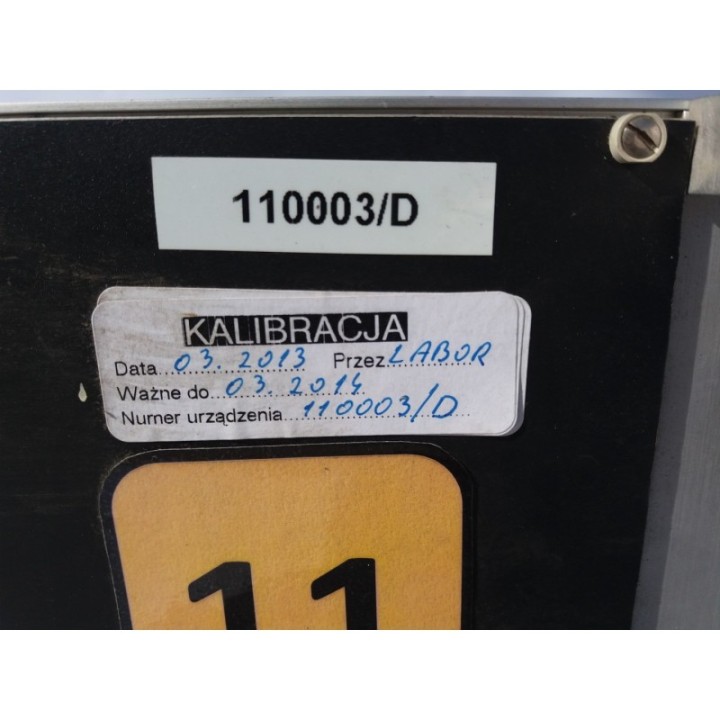 110003/D
KALIBRACJA
Data 03.2013 Przez LABOR
Ważne do 03.2014
Numer urządzenia 110003/D
11